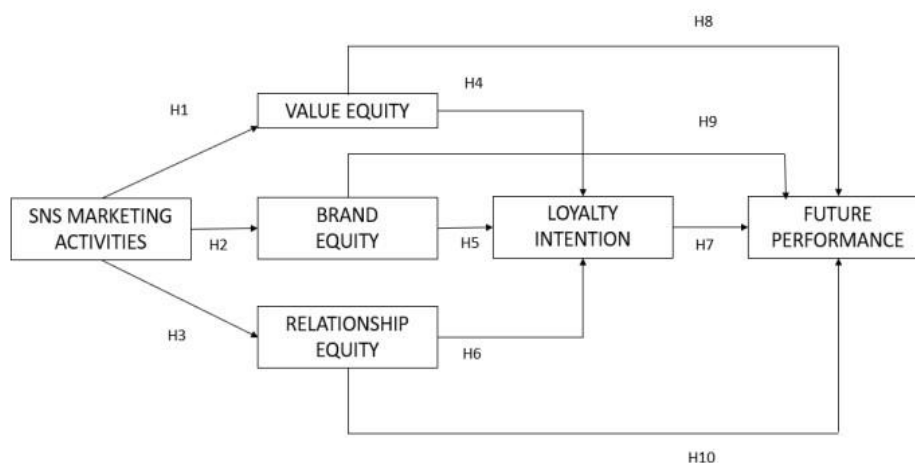 H8
H4
H1
VALUE EQUITY
H9
SNS MARKETING
ACTIVITIES
H2
BRAND
EQUITY
H5
LOYALTY
INTENTION
H7
FUTURE
PERFORMANCE
H3
RELATIONSHIP
EQUITY
H6
H10